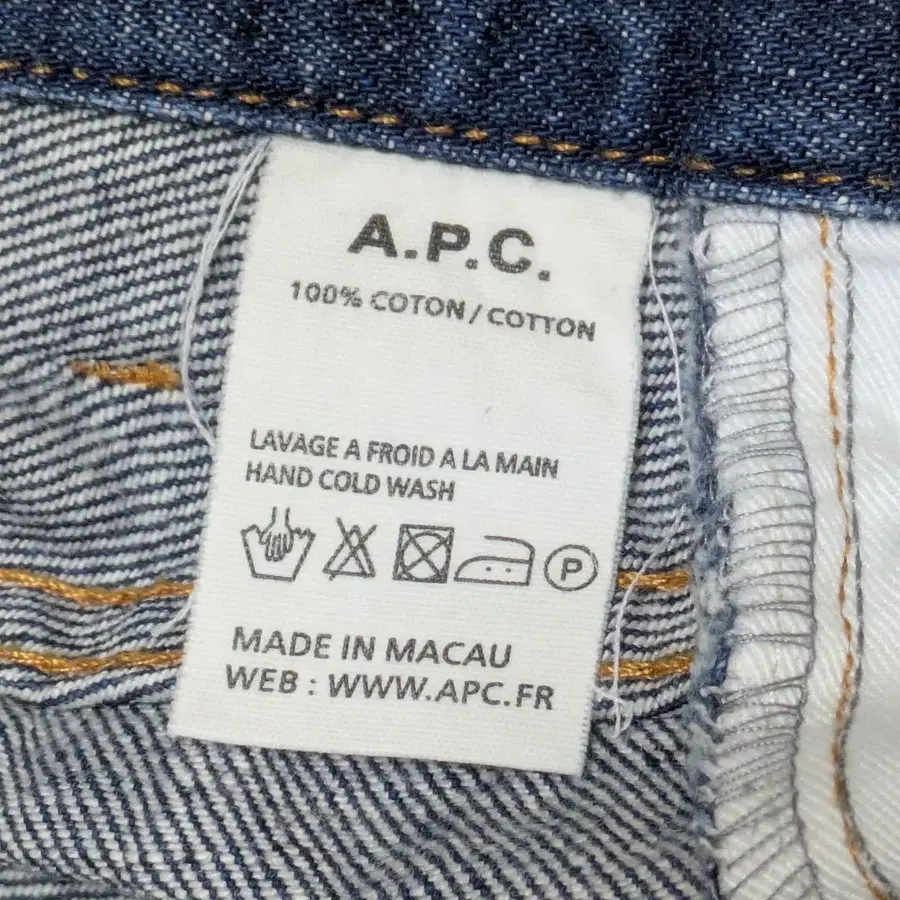 A.P.C.
100% COTON / COTTON
LAVAGE A FROID A LA MAIN
HAND COLD WASH
P
MADE IN MACAU
WEB : WWW.APC.FR